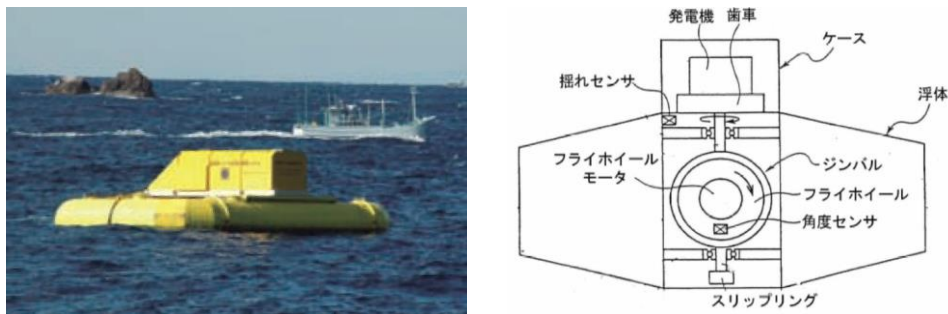 発電機
歯車
ケース
揺れセンサ
浮体
フライホイール
モータ
ジンバル
フライホイール
角度センサ
スリップリング